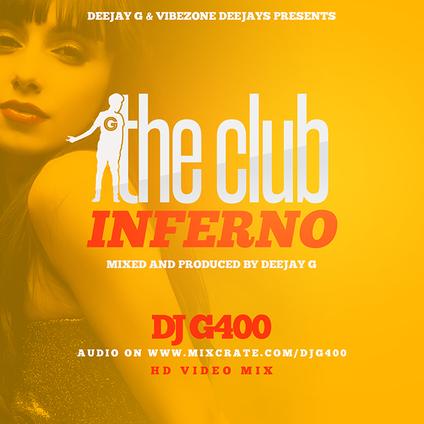 DEEJAY G & VIBEZONE DEEJAYS PRESENTS
G
the club
INFERNO
MIXED AND PRODUCED BY DEEJAY G
DJ G400
AUDIO ON WWW.MIXCRATE.COM/DJG400
HD VIDEO MIX